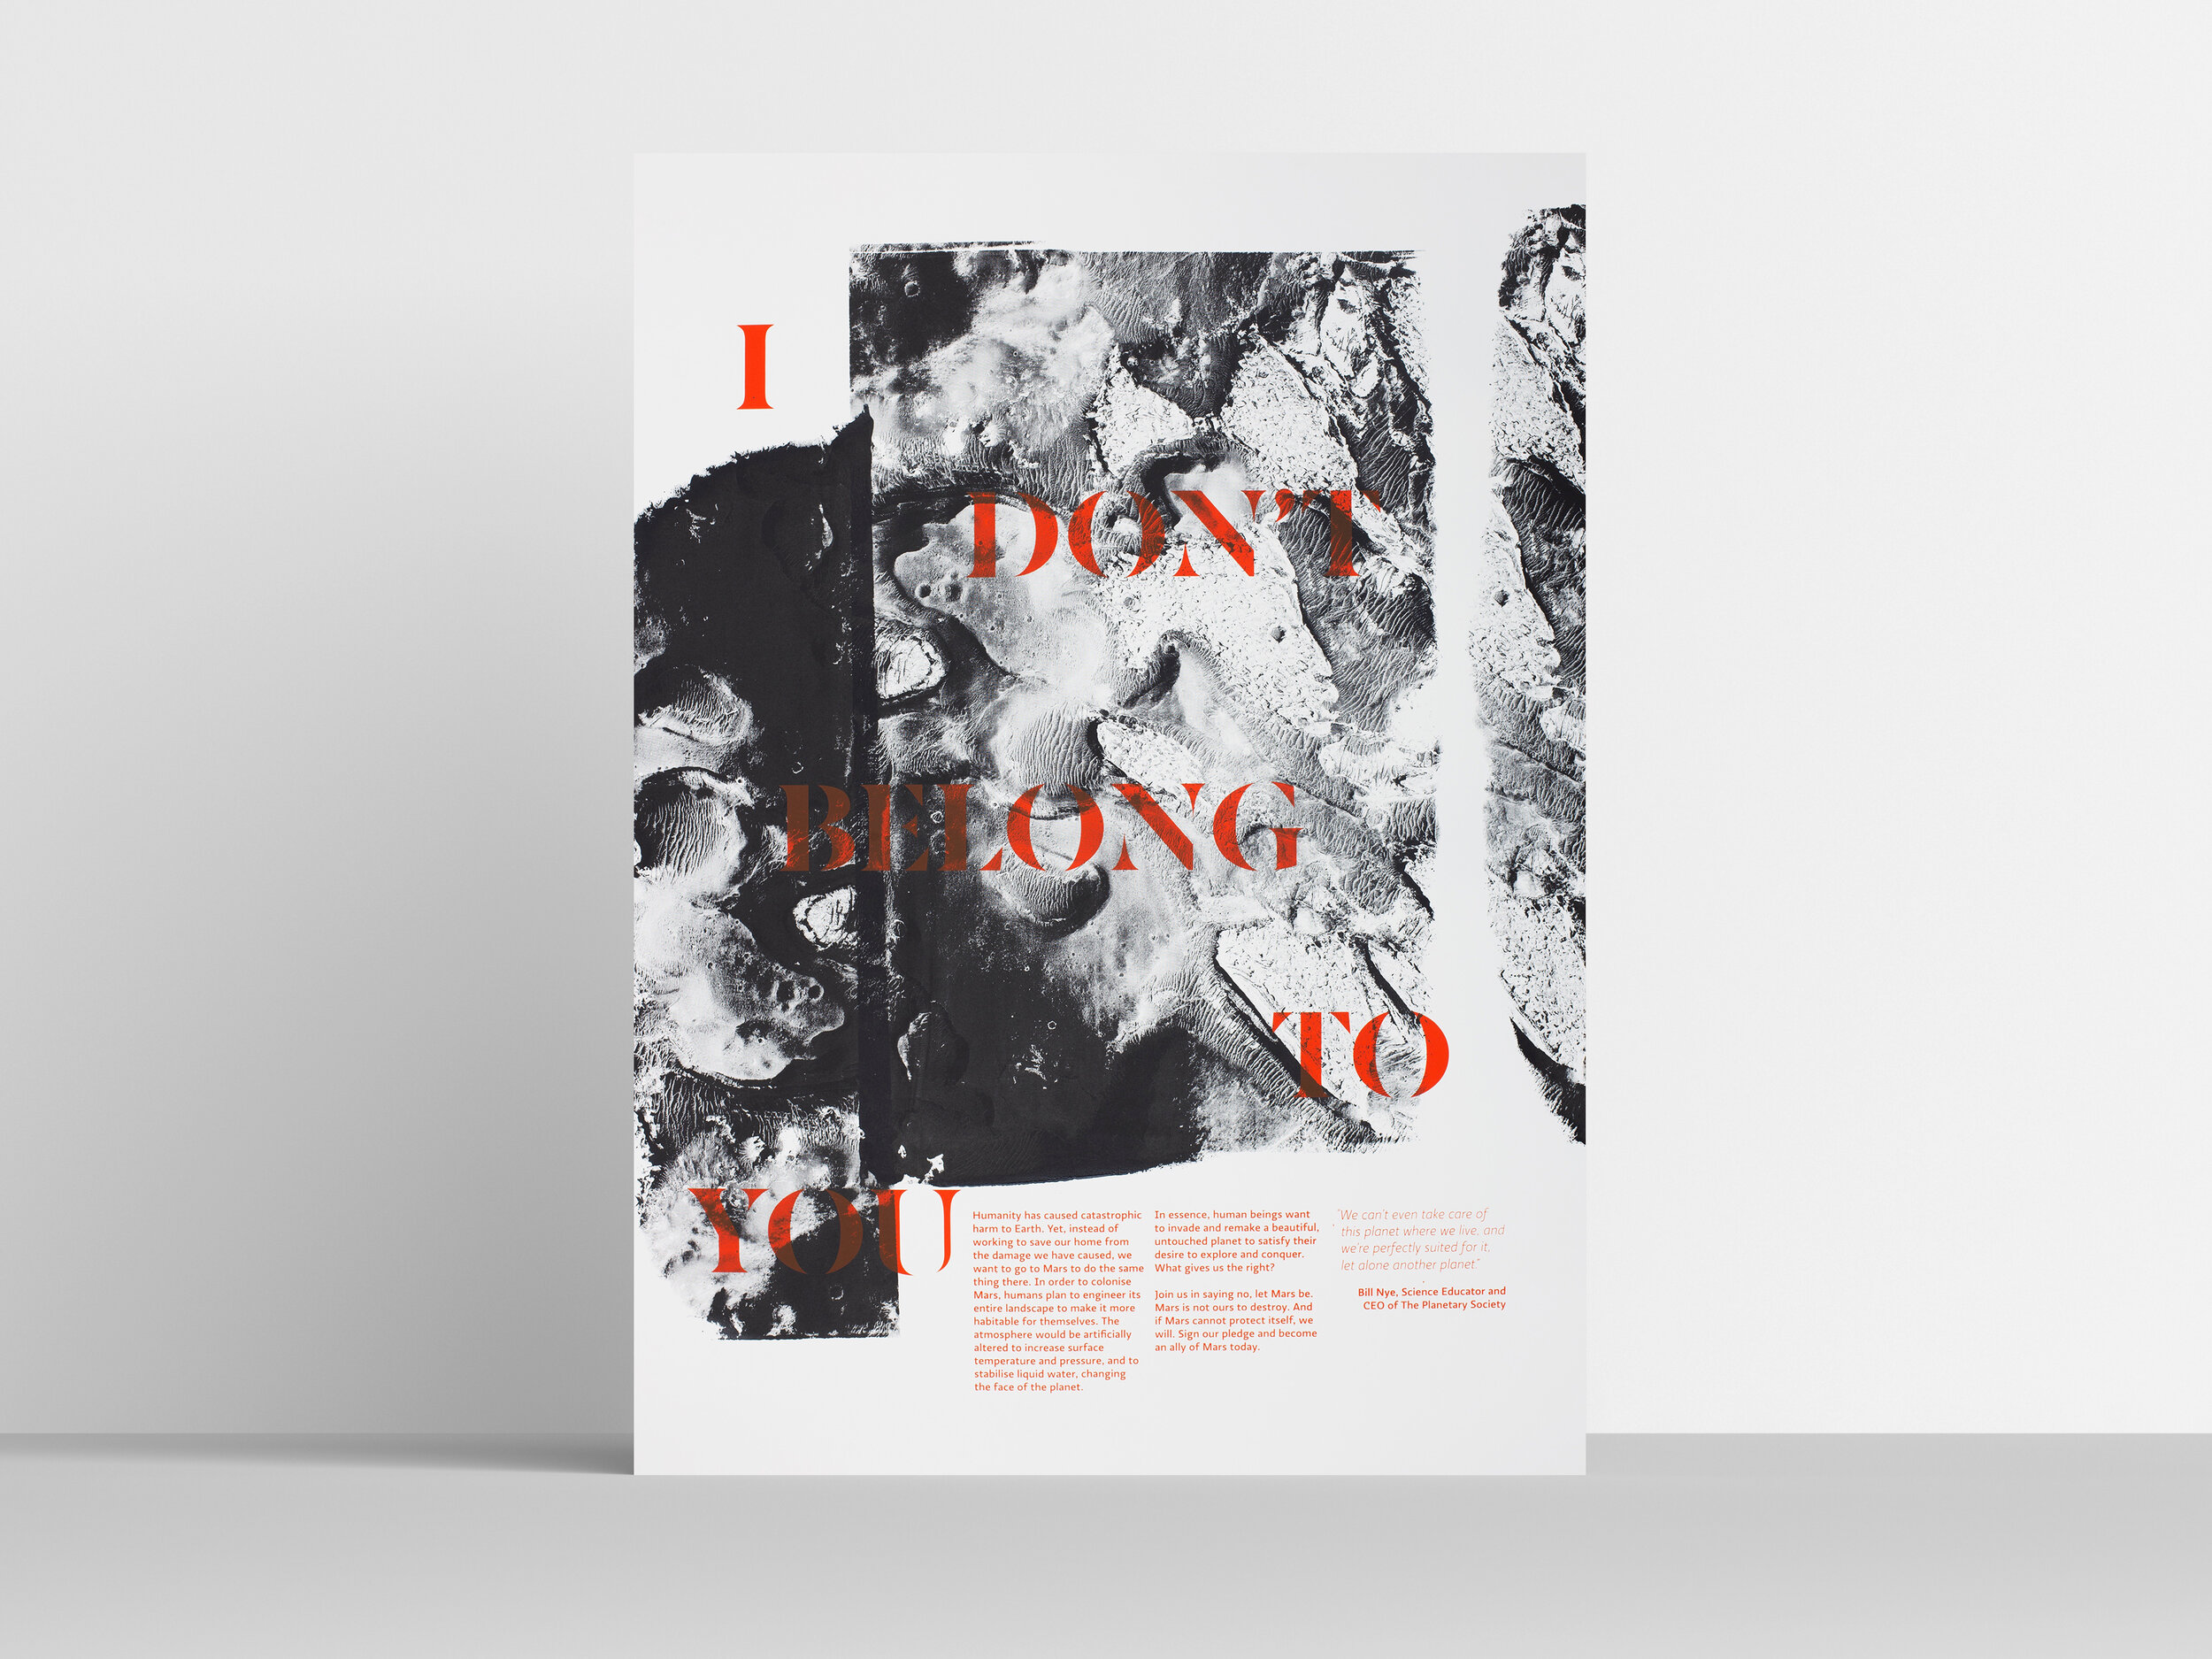 I
DON'T
BELONG
TO
YOU
Humanity has caused catastrophic
harm to Earth. Yet, instead of
working to save our home from
the damage we have caused, we
want to go to Mars to do the same
thing there. In order to colonise
Mars, humans plan to engineer its
entire landscape to make it more
habitable for themselves. The
atmosphere would be artificially
altered to increase surface
temperature and pressure, and to
stabilise liquid water, changing
the face of the planet.
In essence, human beings want
to invade and remake a beautiful,
untouched planet to satisfy their
desire to explore and conquer.
What gives us the right?
Join us in saying no, let Mars be.
Mars is not ours to destroy. And
if Mars cannot protect itself, we
will. Sign our pledge and become
an ally of Mars today.
"We can't even take care of
this planet where we live, and
we're perfectly suited for it,
let alone another planet."
Bill Nye, Science Educator and
CEO of The Planetary Society